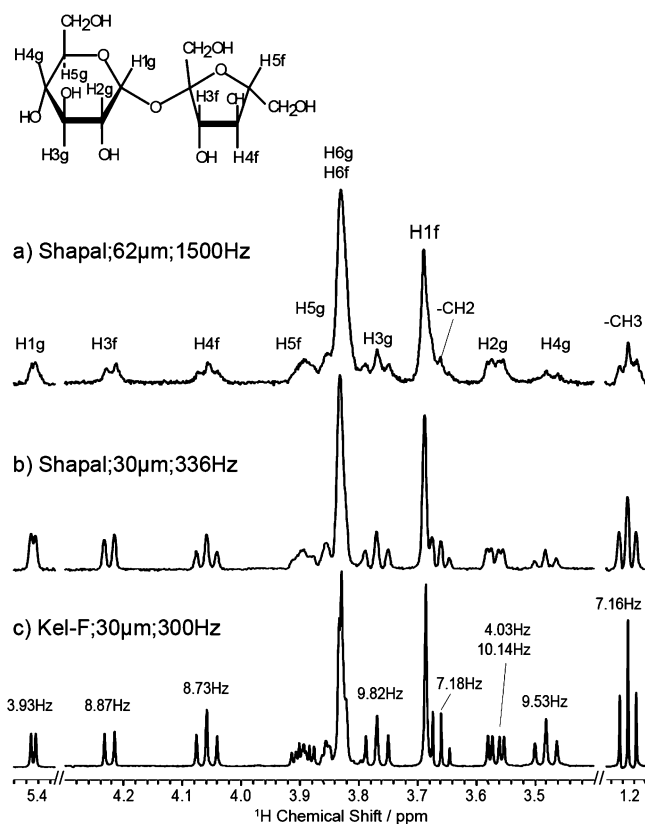 CH2OH
H4g
O
H1g
H5g
H2g
OH
HO
H3g
OH
O
CH2OH
O
H5f
H3f
OH
CH2OH
OH
H4f
H6g
H6f
a) Shapal;62μm;1500Hz
H1f
H5g
-CH2
-CH3
H1g
H3f
H4f
H5f
H3g
H2g
H4g
b) Shapal;30μm;336Hz
c) Kel-F;30μm;300Hz
7.16Hz
4.03Hz
10.14Hz
3.93Hz
8.87Hz
8.73Hz
9.82Hz
7.18Hz
9.53Hz
5.4 4.2 4.1 4.0 3.9 3.8 3.7 3.6 3.5 1.2
¹H Chemical Shift / ppm